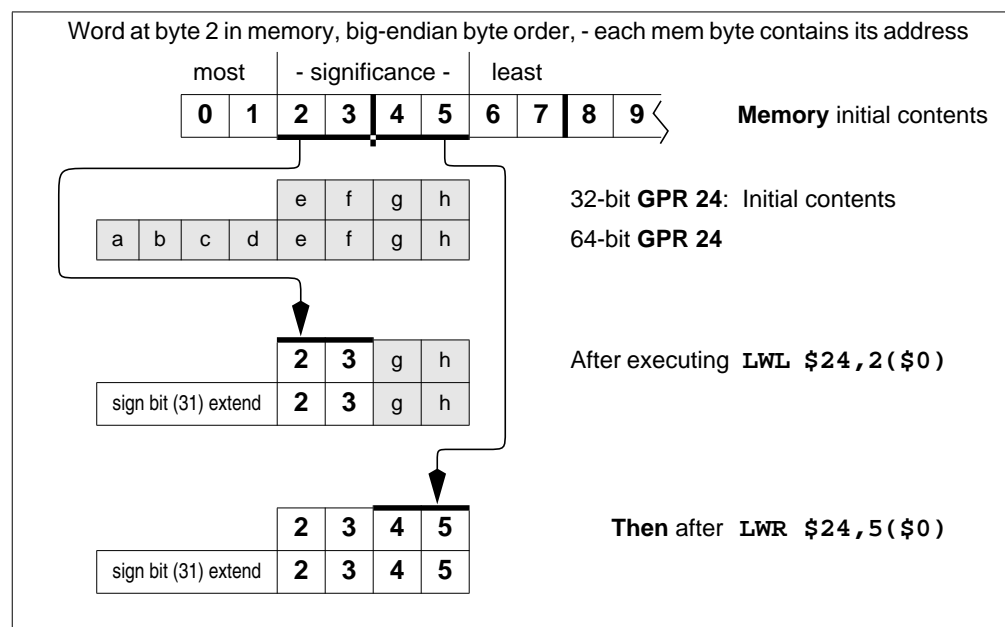 Word at byte 2 in memory, big-endian byte order, - each mem byte contains its address
most - significance - least
0 1 2 3 4 5 6 7 8 9 Memory initial contents
e f g h 32-bit GPR 24: Initial contents
a b c d e f g h 64-bit GPR 24
2 3 g h After executing LWL $24,2($0)
sign bit (31) extend 2 3 g h
2 3 4 5 Then after LWR $24,5($0)
sign bit (31) extend 2 3 4 5